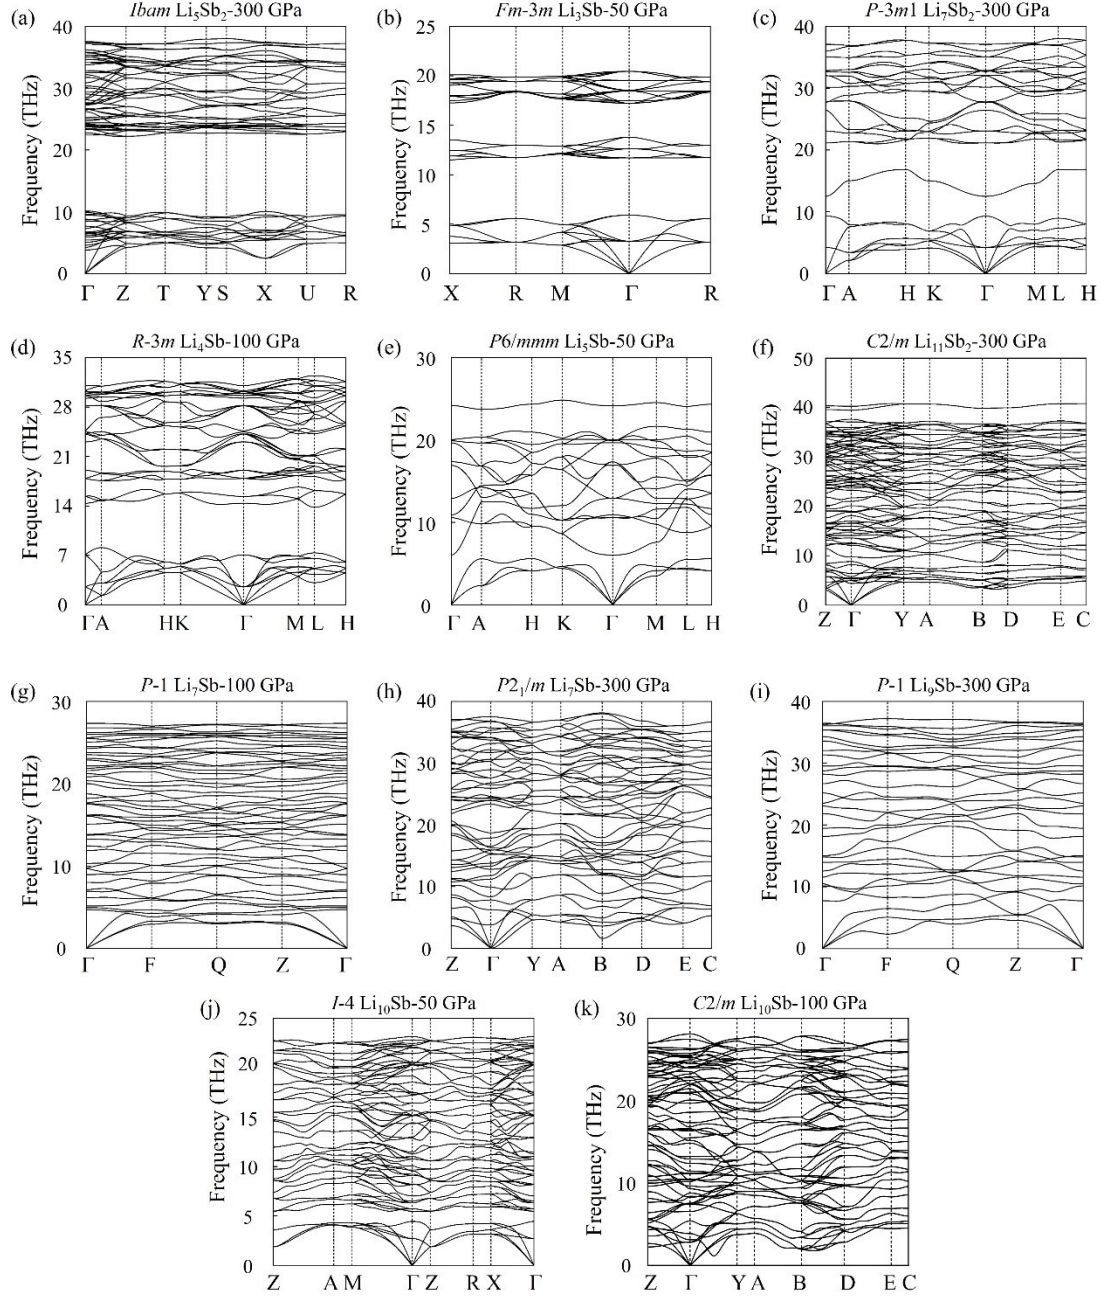 (a) Ibam Li₅Sb₂-300 GPa
40
30
20
10
0
Frequency (THz)
Γ Z T Y S X U R
(b) Fm-3m Li₃Sb-50 GPa
25
20
15
10
5
0
Frequency (THz)
X R M Γ R
(c) P-3m1 Li₇Sb₂-300 GPa
40
30
20
10
0
Frequency (THz)
Γ A H K Γ M L H
(d) R-3m Li₄Sb-100 GPa
35
28
21
14
7
0
Frequency (THz)
Γ A H K Γ M L H
(e) P6/mmm Li₅Sb-50 GPa
30
20
10
0
Frequency (THz)
Γ A H K Γ M L H
(f) C2/m Li₁₁Sb₂-300 GPa
50
40
30
20
10
0
Frequency (THz)
Z Γ Y A B D E C
(g) P-1 Li₇Sb-100 GPa
30
20
10
0
Frequency (THz)
Γ F Q Z Γ
(h) P2₁/m Li₇Sb-300 GPa
40
30
20
10
0
Frequency (THz)
Z Γ Y A B D E C
(i) P-1 Li₉Sb-300 GPa
40
30
20
10
0
Frequency (THz)
Γ F Q Z Γ
(j) I-4 Li₁₀Sb-50 GPa
25
20
15
10
5
0
Frequency (THz)
Z A M Γ Z R X Γ
(k) C2/m Li₁₀Sb-100 GPa
30
20
10
0
Frequency (THz)
Z Γ Y A B D E C